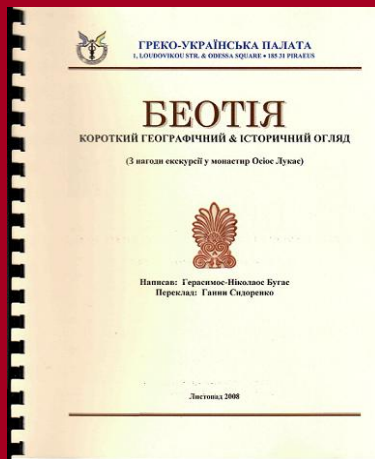 ГРЕКО-УКРАЇНСЬКА ПАЛАТА
1, LOUDOVIKOU STR. & ODESSA SQUARE • 185 31 PIRAEUS
БЕОТІЯ
КОРОТКИЙ ГЕОГРАФІЧНИЙ & ІСТОРИЧНИЙ ОГЛЯД
(З нагоди екскурсії у монастир Осіос Лукас)
Написав: Герасимос-Ніколаос Бугас
Переклад: Ганни Сидоренко
Листопад 2008